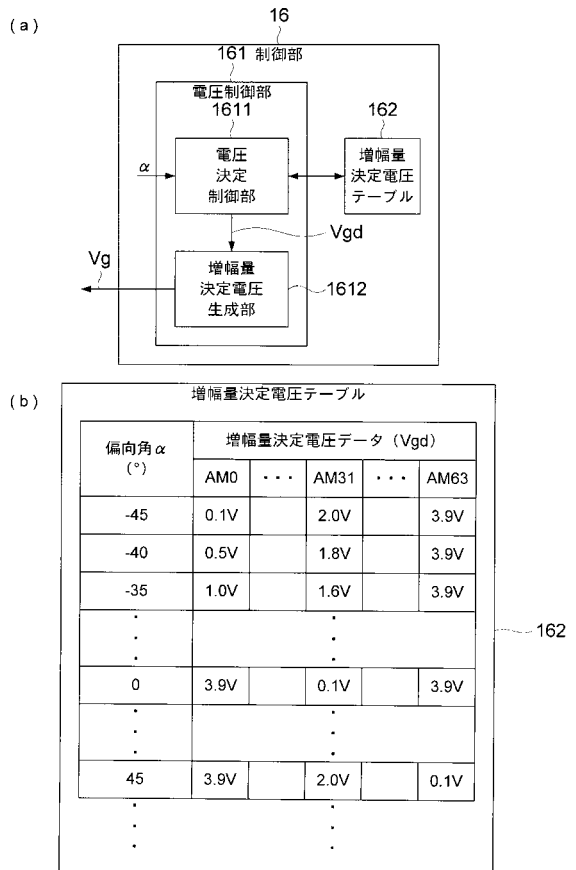 (a)
16
制御部
161
電圧制御部
1611
電圧
決定
制御部
162
増幅量
決定電圧
テーブル
α
Vgd
Vg
増幅量
決定電圧
生成部
1612
(b)
増幅量決定電圧テーブル
偏向角α
(°)
増幅量決定電圧データ(Vgd)
AM0 ・・・ AM31 ・・・ AM63
-45 0.1V 2.0V 3.9V
-40 0.5V 1.8V 3.9V
-35 1.0V 1.6V 3.9V
162
0 3.9V 0.1V 3.9V
45 3.9V 2.0V 0.1V